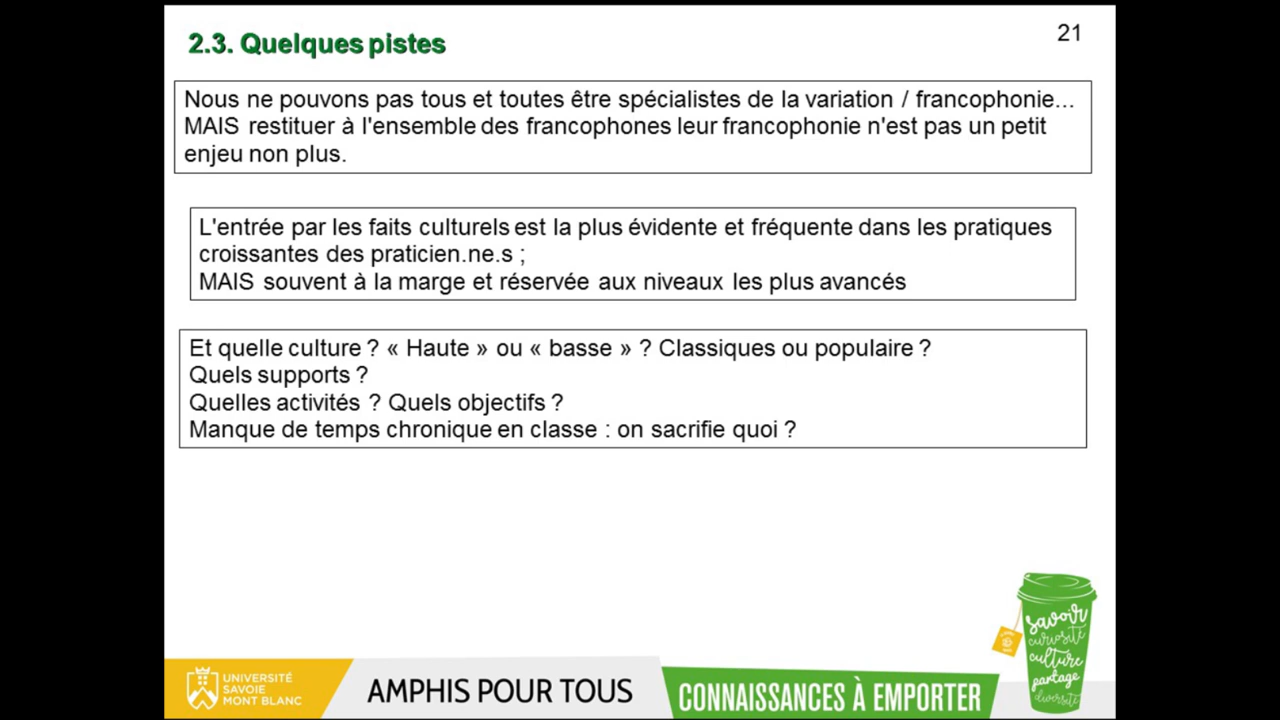 2.3. Quelques pistes
21
Nous ne pouvons pas tous et toutes être spécialistes de la variation / francophonie...
MAIS restituer à l'ensemble des francophones leur francophonie n'est pas un petit
enjeu non plus.
L'entrée par les faits culturels est la plus évidente et fréquente dans les pratiques
croissantes des praticien.ne.s ;
MAIS souvent à la marge et réservée aux niveaux les plus avancés
Et quelle culture ? « Haute » ou « basse » ? Classiques ou populaire ?
Quels supports ?
Quelles activités ? Quels objectifs ?
Manque de temps chronique en classe : on sacrifie quoi ?
UNIVERSITÉ
SAVOIE
MONT BLANC
AMPHIS POUR TOUS
CONNAISSANCES À EMPORTER
savoir
curiosité
culture
partage
diversité